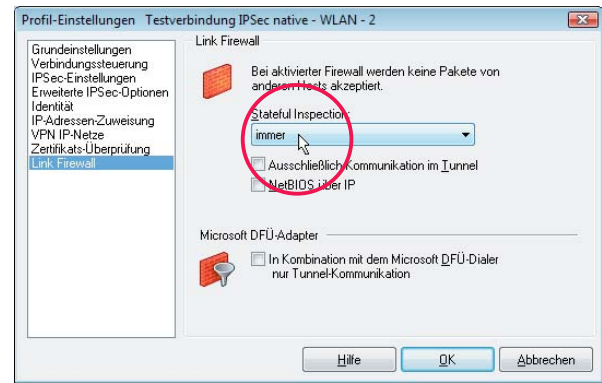 Profil-Einstellungen Testverbindung IPSec native - WLAN - 2
Grundeinstellungen
Verbindungssteuerung
IPSec-Einstellungen
Erweiterte IPSec-Optionen
Identität
IP-Adressen-Zuweisung
VPN IP-Netze
Zertifikats-Überprüfung
Link Firewall
Link Firewall
Bei aktivierter Firewall werden keine Pakete von
anderen Hosts akzeptiert.
Stateful Inspection:
immer
Ausschließlich Kommunikation im Tunnel
NetBIOS über IP
Microsoft DFÜ-Adapter
In Kombination mit dem Microsoft DFÜ-Dialer
nur Tunnel-Kommunikation
Hilfe
OK
Abbrechen